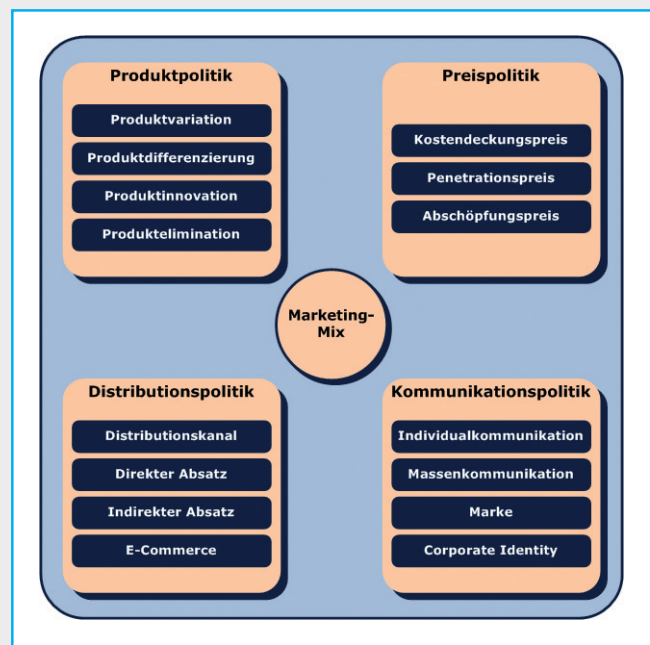 Produktpolitik
Produktvariation
Produktdifferenzierung
Produktinnovation
Produktelimination
Preispolitik
Kostendeckungspreis
Penetrationspreis
Abschöpfungspreis
Marketing-
Mix
Distributionspolitik
Distributionskanal
Direkter Absatz
Indirekter Absatz
E-Commerce
Kommunikationspolitik
Individualkommunikation
Massenkommunikation
Marke
Corporate Identity